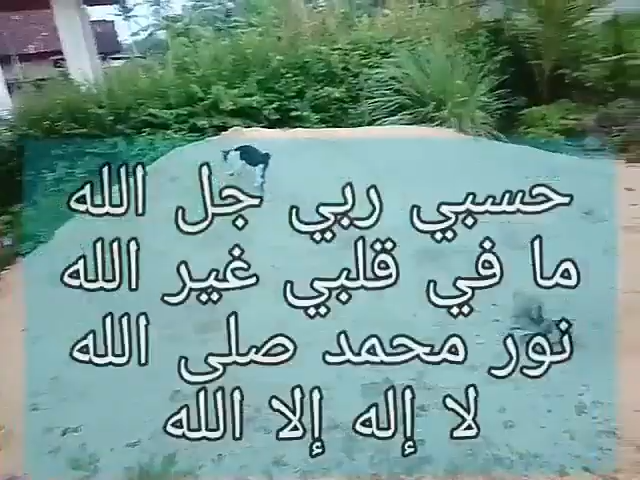 حسبي ربي جل الله
ما في قلبي غير الله
نور محمد صلى الله
لا إله إلا الله